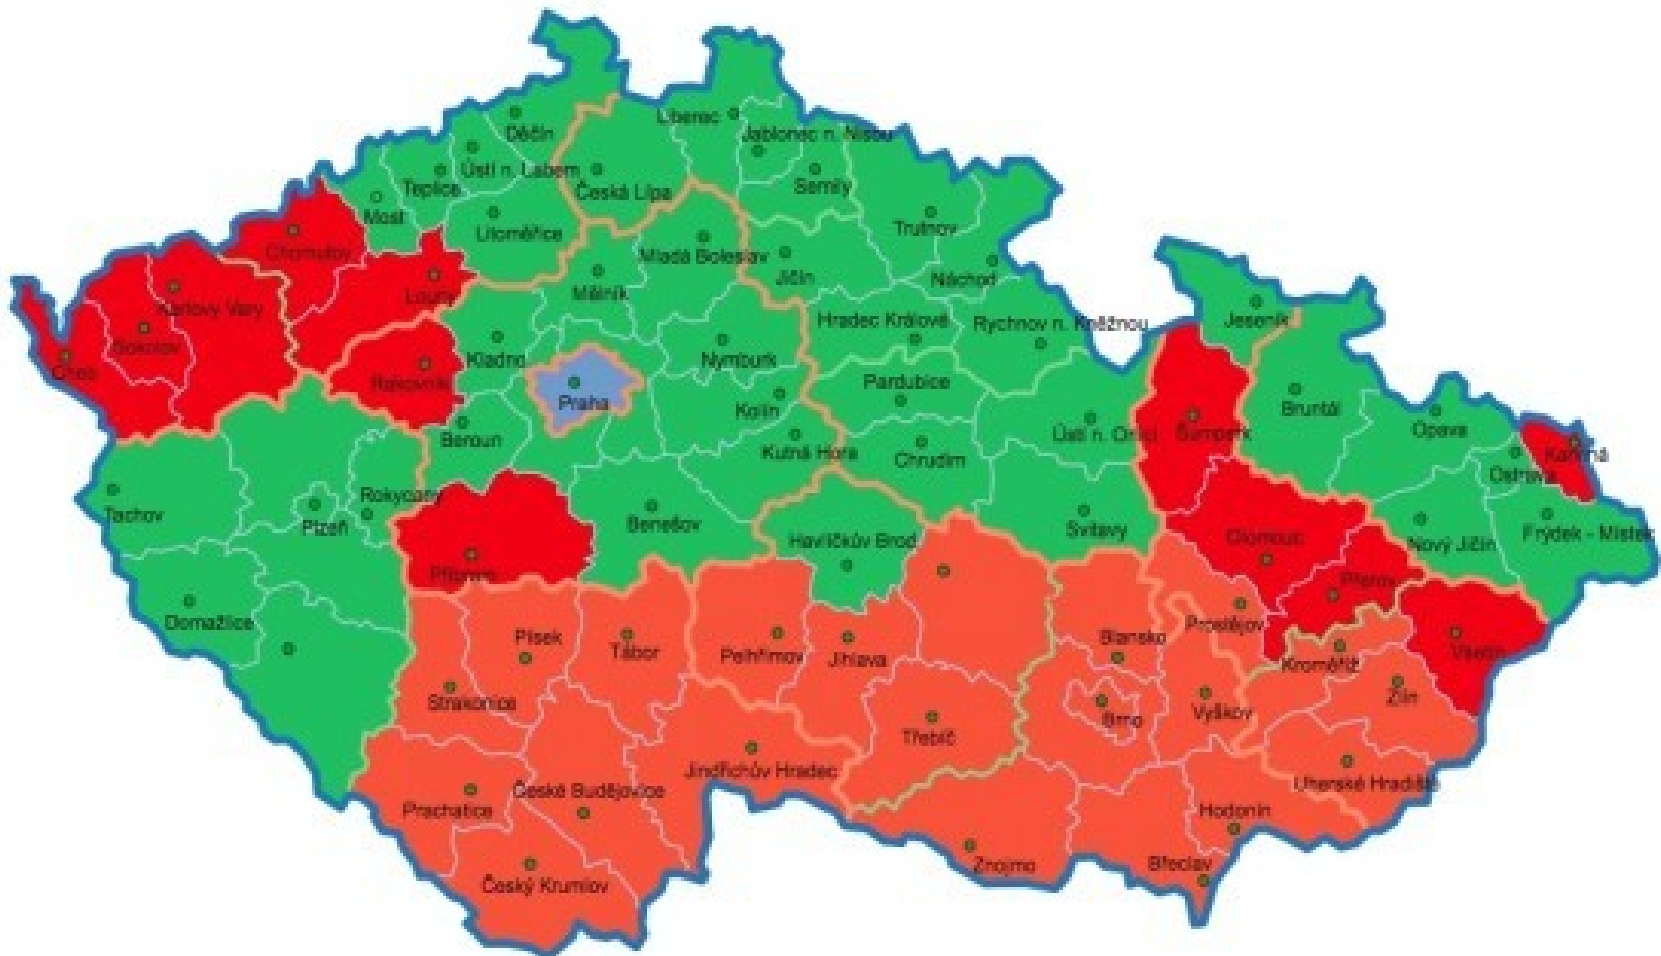 Děčín
Liberec
Jablonec n. Nisou
Ústí n. Labem
Teplice
Česká Lípa
Semily
Most
Litoměřice
Trutnov
Chomutov
Mladá Boleslav
Jičín
Náchod
Mělník
Louny
Karlovy Vary
Hradec Králové
Rychnov n. Kněžnou
Jeseník
Sokolov
Kladno
Nymburk
Cheb
Rakovník
Pardubice
Praha
Kolín
Bruntál
Beroun
Ústí n. Orlicí
Šumperk
Opava
Kutná Hora
Chrudim
Karviná
Ostrava
Rokycany
Tachov
Plzeň
Benešov
Svitavy
Havlíčkův Brod
Olomouc
Nový Jičín
Frýdek - Místek
Příbram
Přerov
Domažlice
Písek
Tábor
Pelhřimov
Jihlava
Blansko
Prostějov
Kroměříž
Vsetín
Strakonice
Zlín
Vyškov
Brno
Třebíč
Jindřichův Hradec
České Budějovice
Uherské Hradiště
Prachatice
Hodonín
Znojmo
Břeclav
Český Krumlov